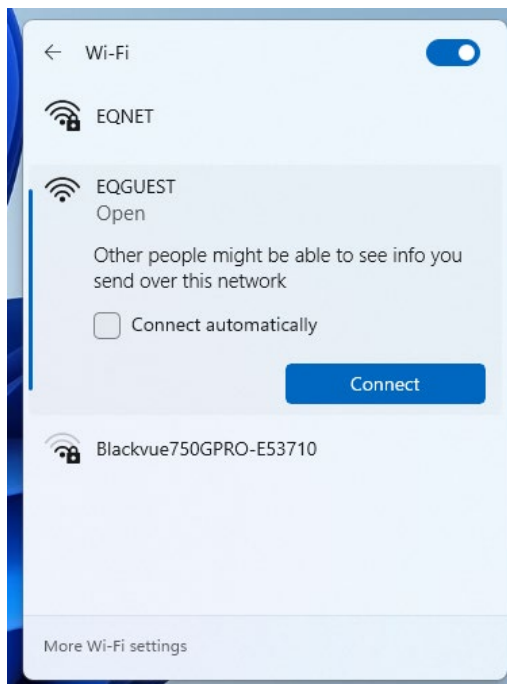 Wi-Fi
EQNET
EQGUEST
Open
Other people might be able to see info you
send over this network
Connect automatically
Connect
Blackvue750GPRO-E53710
More Wi-Fi settings